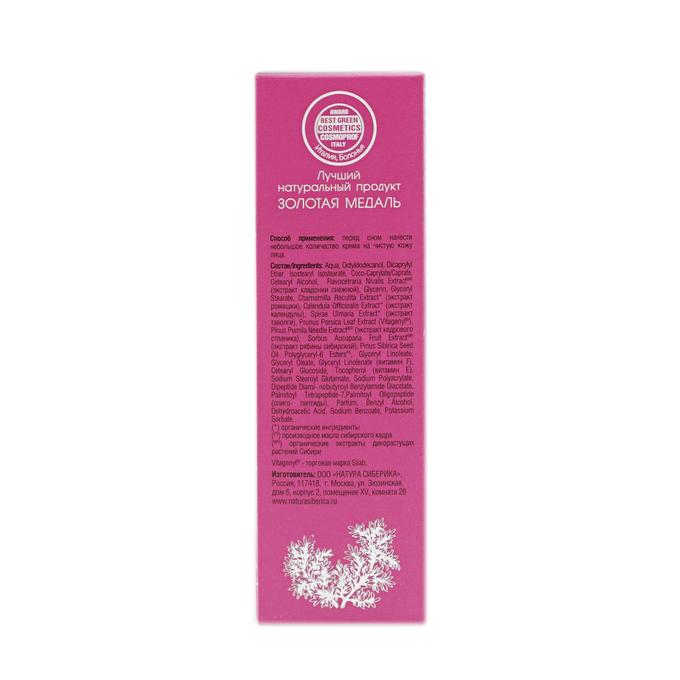 AWARD
BEST GREEN
COSMETICS
COSMOPROF
ITALY
Италия, Болонья
Лучший
натуральный продукт
ЗОЛОТАЯ МЕДАЛЬ
Способ применения: перед сном нанести
небольшое количество крема на чистую кожу
лица.
Состав/Ingredients: Aqua, Octyldodecanol, Dicaprylyl
Ether, Isostearyl Isostearate, Coco-Caprylate/Caprate,
Cetearyl Alcohol, Flavocetraria Nivalis Extract
(экстракт кладонии снежной), Glycerin, Glyceryl
Stearate, Chamomilla Recutita Extract* (экстракт
ромашки), Calendula Officinalis Extract* (экстракт
календулы), Spirae Ulmaria Extract* (экстракт
таволги), Prunus Persica Leaf Extract (Vitagenyl®),
Pinus Pumila Needle Extract (экстракт кедрового
стланика), Sorbus Aucuparia Fruit Extract
(экстракт рябины сибирской), Pinus Sibirica Seed
Oil Polyglyceryl-6 Esters, Glyceryl Linoleate,
Glyceryl Oleate, Glyceryl Linolenate (витамин F),
Cetearyl Glucoside, Tocopherol (витамин Е),
Sodium Stearoyl Glutamate, Sodium Polyacrylate,
Dipeptide Diami- nobutyroyl Benzylamide Diacetate,
Palmitoyl Tetrapeptide-7,Palmitoyl Oligopeptide
(олиго- пептиды), Parfum, Benzyl Alcohol,
Dehydroacetic Acid, Sodium Benzoate, Potassium
Sorbate.
(*) органические ингредиенты
производное масла сибирского кедра
органические экстракты дикорастущих
растений Сибири
Vitagenyl® - торговая марка Silab.
Изготовитель: ООО «НАТУРА СИБЕРИКА»,
Россия, 117418, г. Москва, ул. Зюзинская,
дом 6, корпус 2, помещение XV, комната 26
www.naturasiberica.ru